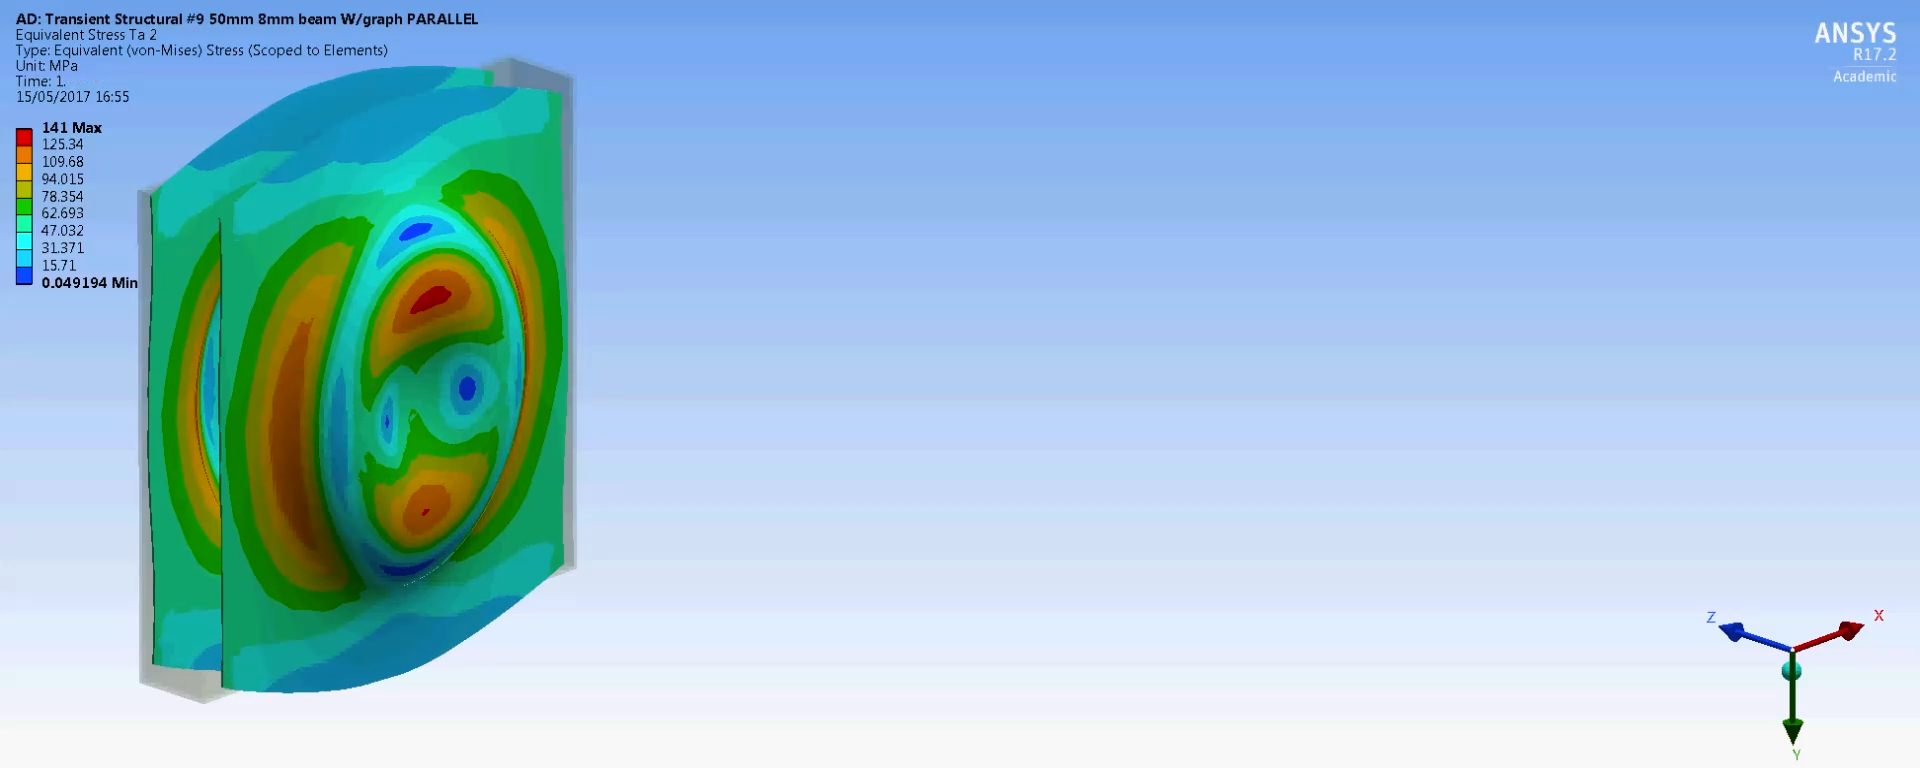 AD: Transient Structural #9 50mm 8mm beam W/graph PARALLEL
Equivalent Stress Ta 2
Type: Equivalent (von-Mises) Stress (Scoped to Elements)
Unit: MPa
Time: 1.
15/05/2017 16:55
141 Max
125.34
109.68
94.015
78.354
62.693
47.032
31.371
15.71
0.049194 Min
ANSYS
R17.2
Academic
Z
X
Y